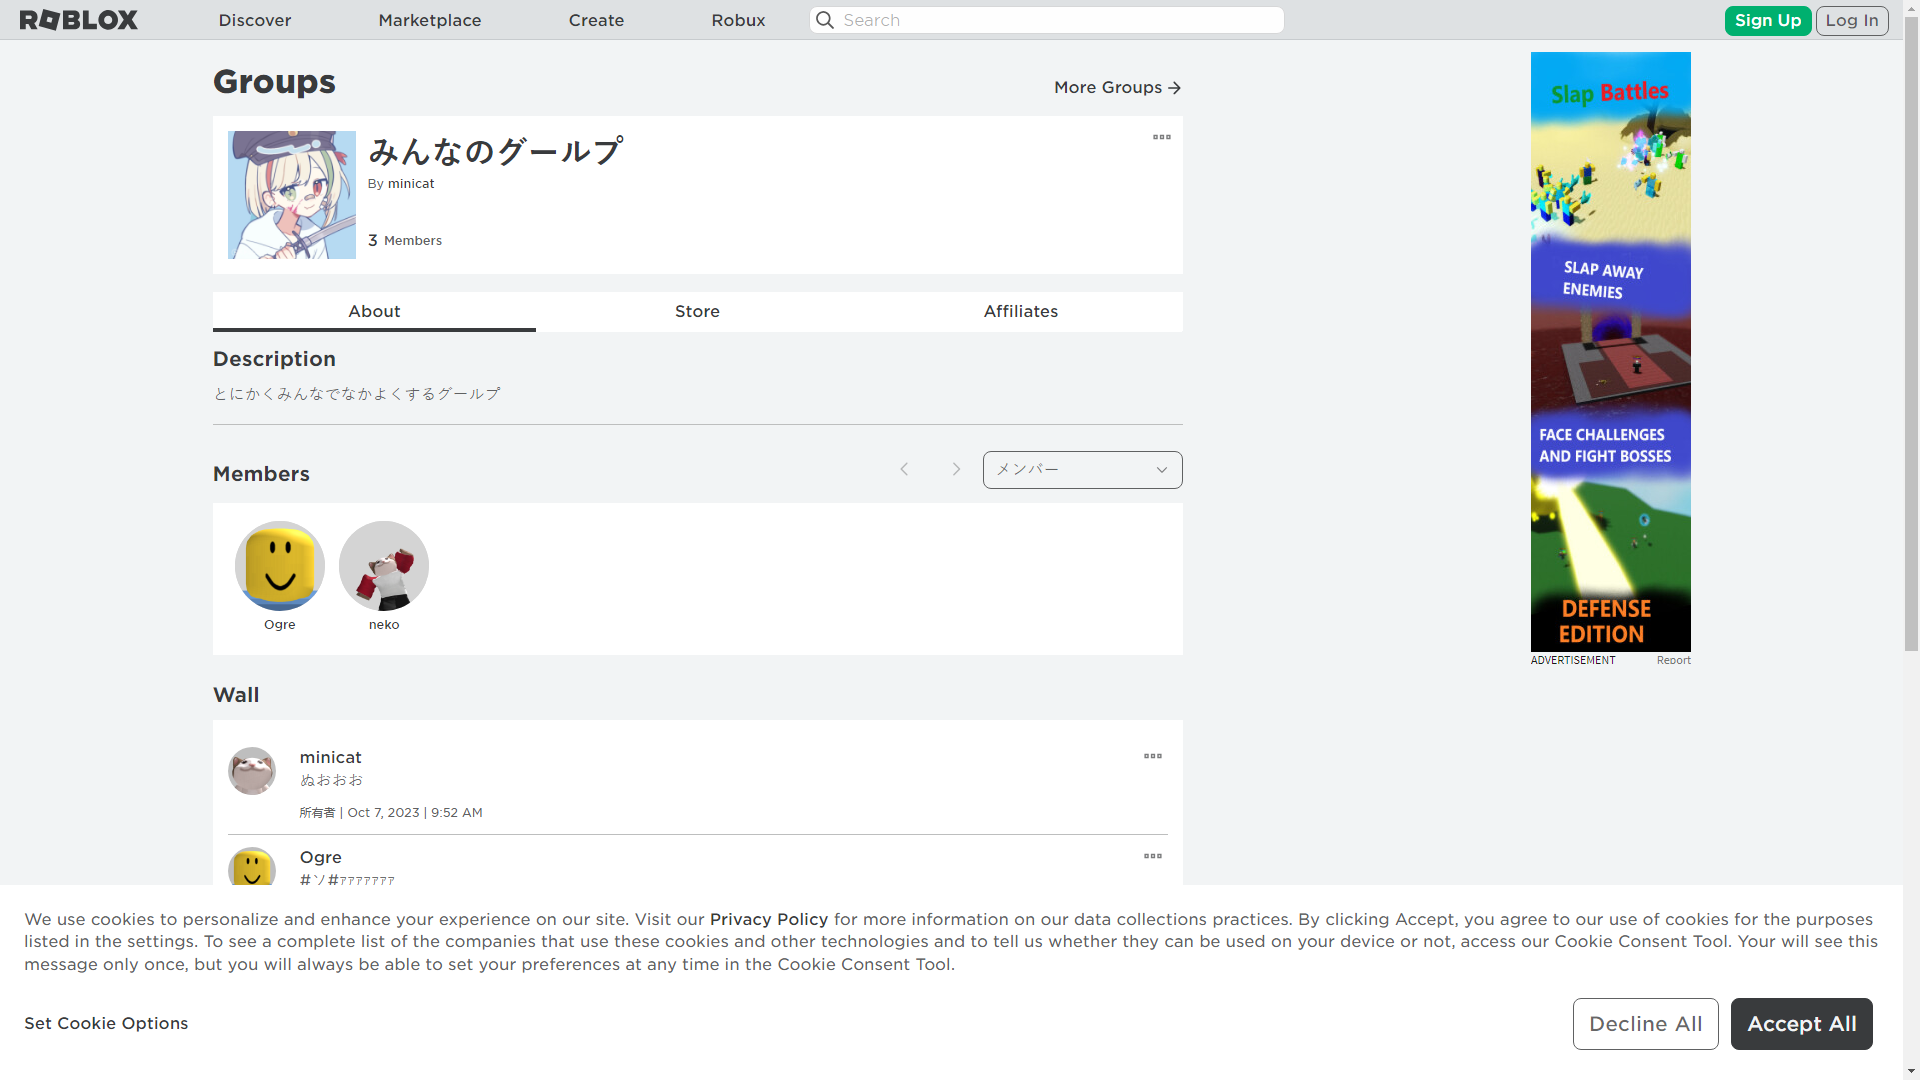 ROBLOX
Discover
Marketplace
Create
Robux
Search
Sign Up
Log In
Groups
More Groups
みんなのグールプ
By minicat
3 Members
About
Store
Affiliates
Description
とにかくみんなでなかよくするグールプ
Members
メンバー
Ogre
neko
Wall
minicat
ぬおおお
所有者 | Oct 7, 2023 | 9:52 AM
Ogre
#ソ#ｧｧｧｧｧｧｧ
Slap Battles
SLAP AWAY
ENEMIES
FACE CHALLENGES
AND FIGHT BOSSES
DEFENSE
EDITION
ADVERTISEMENT
Report
We use cookies to personalize and enhance your experience on our site. Visit our Privacy Policy for more information on our data collections practices. By clicking Accept, you agree to our use of cookies for the purposes
listed in the settings. To see a complete list of the companies that use these cookies and other technologies and to tell us whether they can be used on your device or not, access our Cookie Consent Tool. Your will see this
message only once, but you will always be able to set your preferences at any time in the Cookie Consent Tool.
Set Cookie Options
Decline All
Accept All